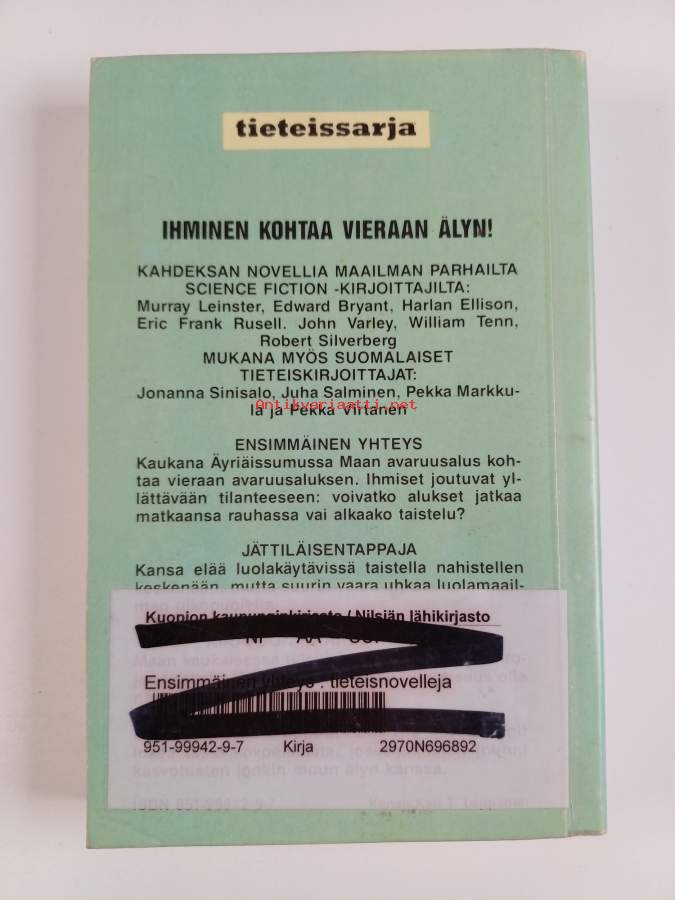 tieteissarja
IHMINEN KOHTAA VIERAAN ÄLYN!
KAHDEKSAN NOVELLIA MAAILMAN PARHAILTA
SCIENCE FICTION -KIRJOITTAJILTA:
Murray Leinster, Edward Bryant, Harlan Ellison,
Eric Frank Rusell. John Varley, William Tenn,
Robert Silverberg
MUKANA MYÖS SUOMALAISET
TIETEISKIRJOITTAJAT:
Jonanna Sinisalo, Juha Salminen, Pekka Markku-
la ja Pekka Virtanen
Antikvariaatti.net
ENSIMMÄINEN YHTEYS
Kaukana Äyriäissumussa Maan avaruusalus koh-
taa vieraan avaruusaluksen. Ihmiset joutuvat yl-
lättävään tilanteeseen: voivatko alukset jatkaa
matkaansa rauhassa vai alkaako taistelu?
JÄTTILÄISENTAPPAJA
Kansa elää luolakäytävissä taistella nahistellen
keskenään, mutta suurin vaara uhkaa luolamaail-
Kuopion kaupunginkirjasto / Nilsiän lähikirjasto
Ensimmäinen yhteys : tieteisnovelleja
951-99942-9-7 Kirja 2970N696892
kasvotusten jonkin muun älyn kanssa.